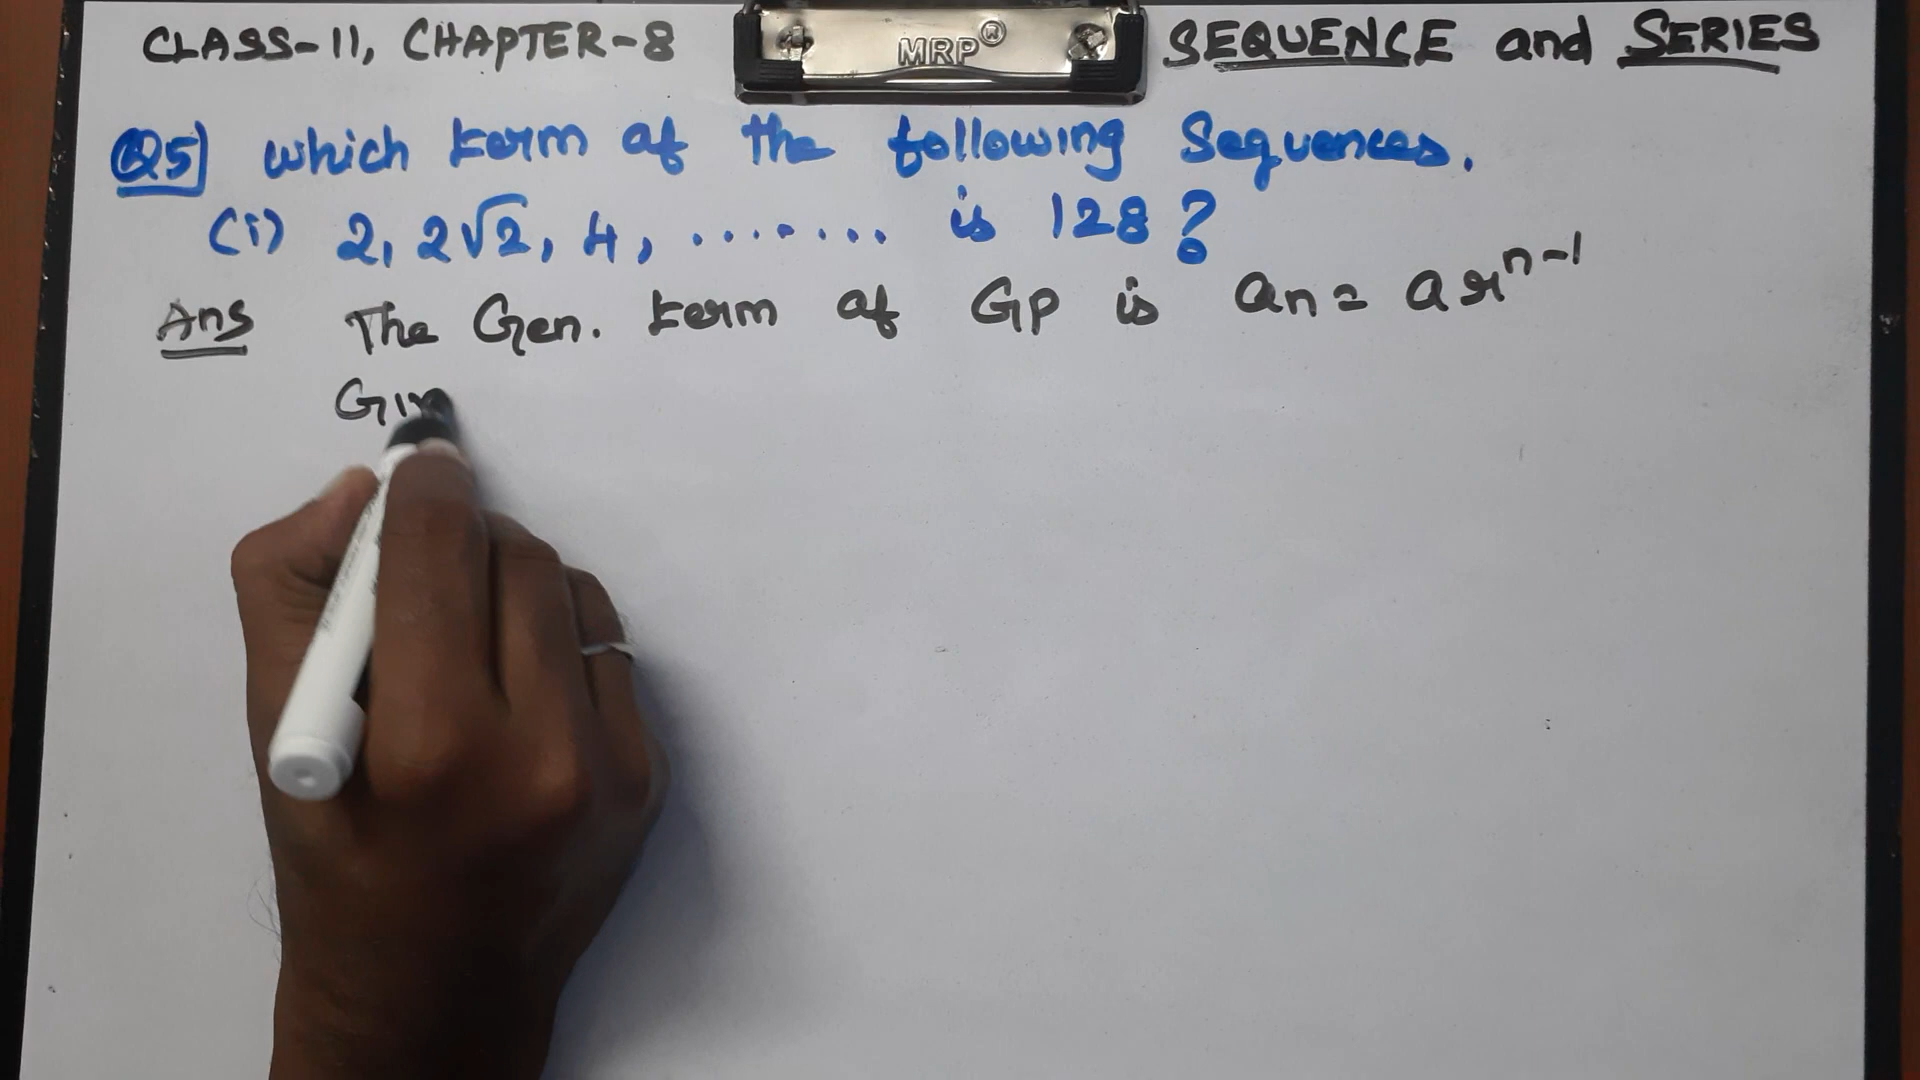 CLASS-11, CHAPTER-8 MRP® SEQUENCE and SERIES
Q5] which term of the following Sequences.
(i) 2, 2√2, 4, ........ is 128 ?
Ans The Gen. term of GP is an = ar^{n-1}